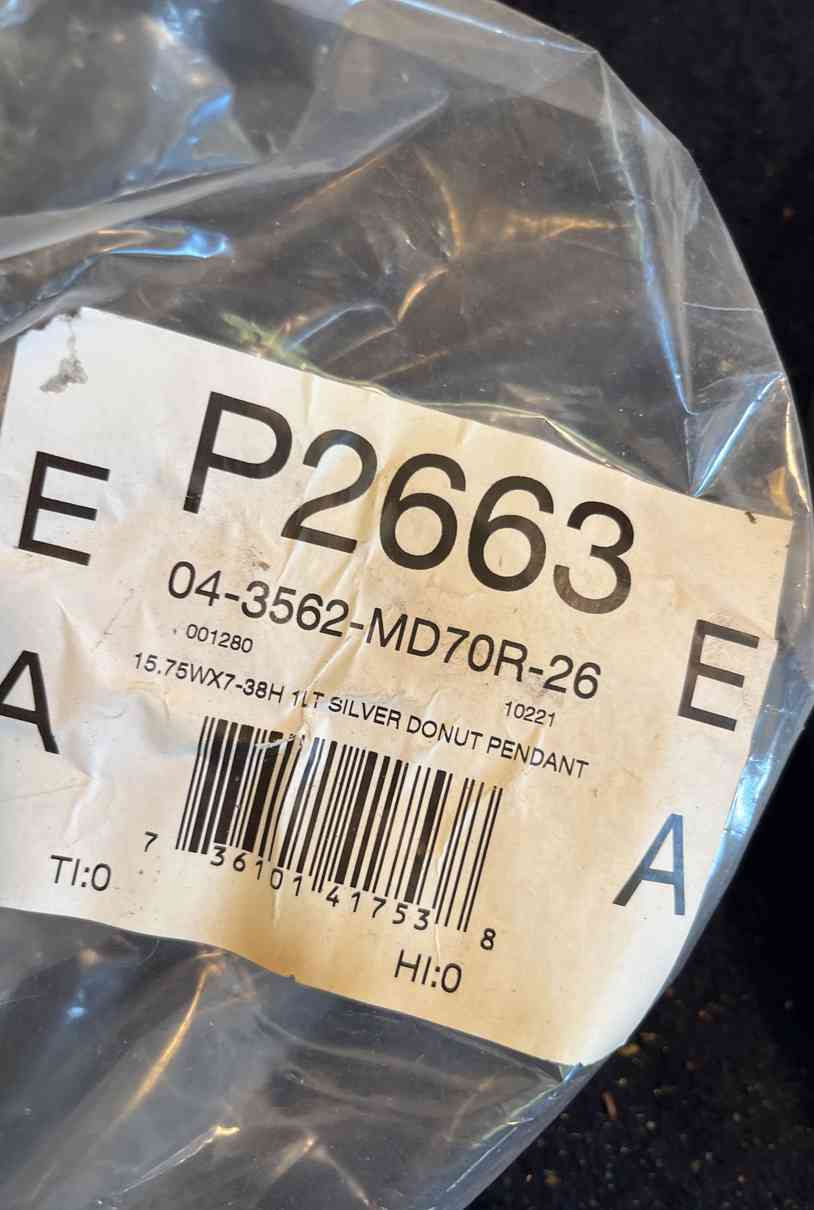 P2663
E
04-3562-MD70R-26
E
001280
10221
A
15.75WX7-38H 1LT SILVER DONUT PENDANT
7 36101 41753 8
A
TI:0
HI:0